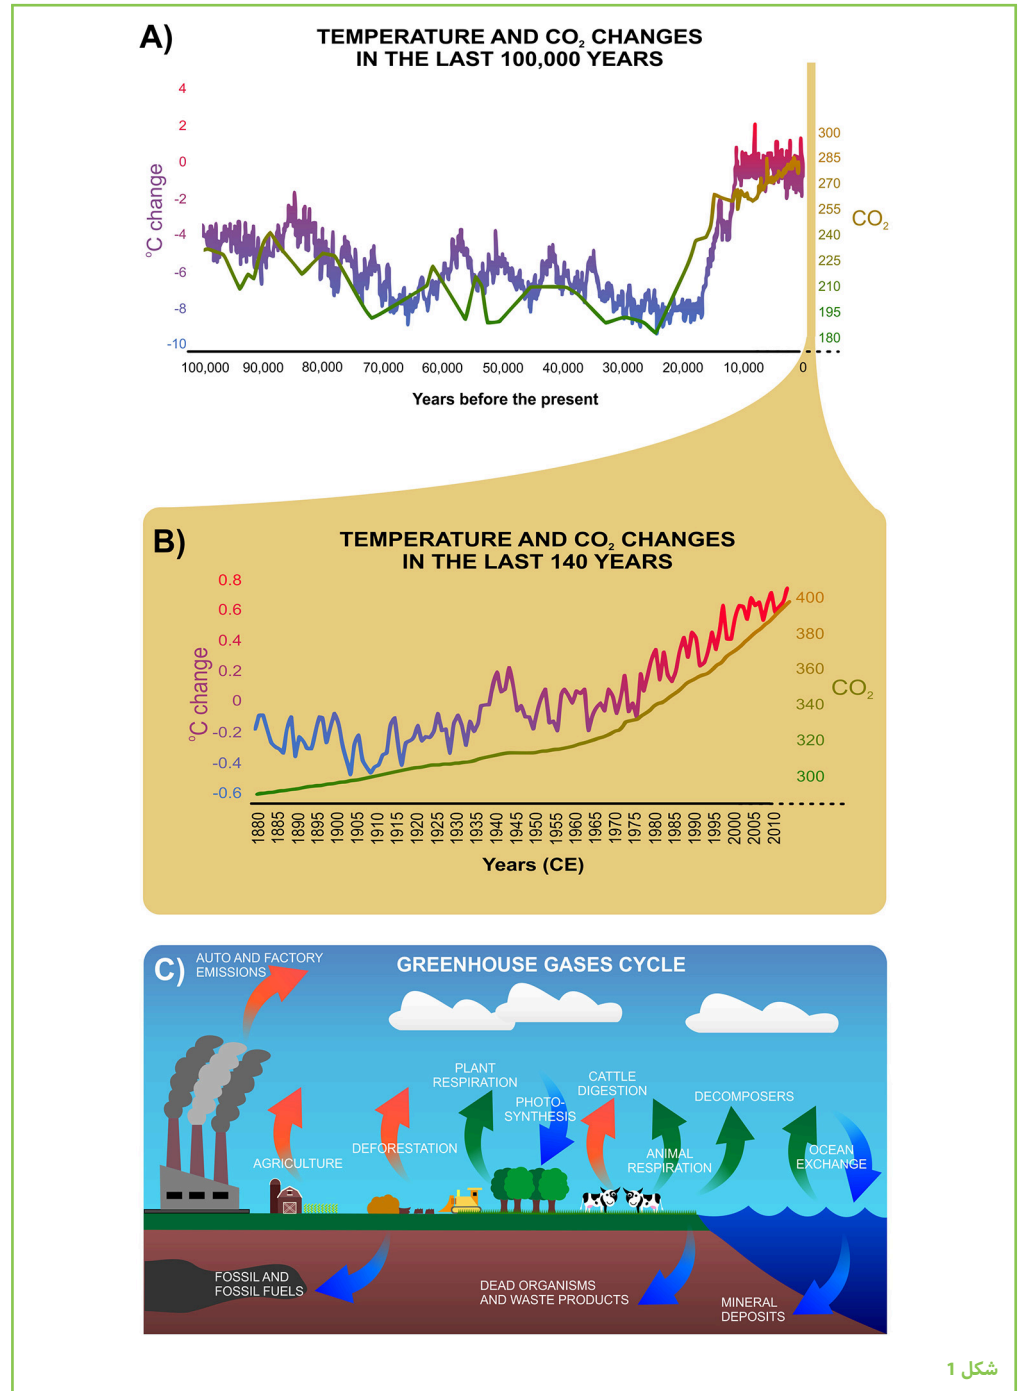 A)
TEMPERATURE AND CO₂ CHANGES
IN THE LAST 100,000 YEARS
4
2
0
-2
-4
-6
-8
-10
°C change
300
285
270
255
240
225
210
195
180
CO₂
100,000 90,000 80,000 70,000 60,000 50,000 40,000 30,000 20,000 10,000 0
Years before the present
B)
TEMPERATURE AND CO₂ CHANGES
IN THE LAST 140 YEARS
0.8
0.6
0.4
0.2
0
-0.2
-0.4
-0.6
°C change
400
380
360
340
320
300
CO₂
1880 1885 1890 1895 1900 1905 1910 1915 1920 1925 1930 1935 1940 1945 1950 1955 1960 1965 1970 1975 1980 1985 1990 1995 2000 2005 2010
Years (CE)
C)
GREENHOUSE GASES CYCLE
AUTO AND FACTORY
EMISSIONS
AGRICULTURE
DEFORESTATION
PLANT
RESPIRATION
PHOTO-
SYNTHESIS
CATTLE
DIGESTION
ANIMAL
RESPIRATION
DECOMPOSERS
OCEAN
EXCHANGE
FOSSIL AND
FOSSIL FUELS
DEAD ORGANISMS
AND WASTE PRODUCTS
MINERAL
DEPOSITS
شكل 1